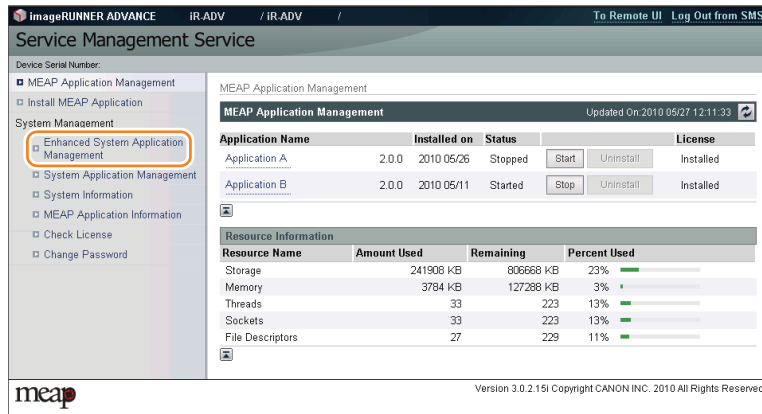 imageRUNNER ADVANCE iR-ADV / iR-ADV / To Remote UI Log Out from SMS
Service Management Service
Device Serial Number:
MEAP Application Management
Install MEAP Application
System Management
Enhanced System Application
Management
System Application Management
System Information
MEAP Application Information
Check License
Change Password
MEAP Application Management
MEAP Application Management Updated On:2010 05/27 12:11:33
Application Name Installed on Status License
Application A 2.0.0 2010 05/26 Stopped Start Uninstall Installed
Application B 2.0.0 2010 05/11 Started Stop Uninstall Installed
Resource Information
Resource Name Amount Used Remaining Percent Used
Storage 241908 KB 806668 KB 23%
Memory 3784 KB 127288 KB 3%
Threads 33 223 13%
Sockets 33 223 13%
File Descriptors 27 229 11%
meap
Version 3.0.2.15i Copyright CANON INC. 2010 All Rights Reserved